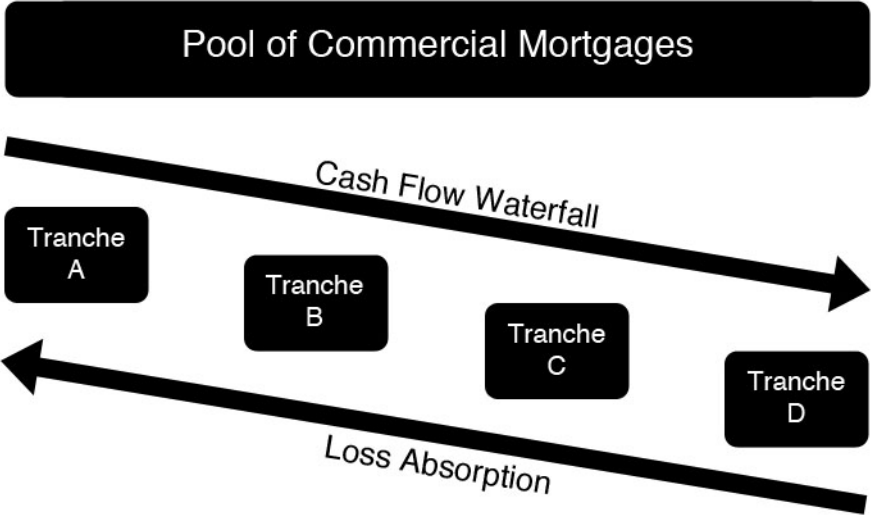 Pool of Commercial Mortgages
Cash Flow Waterfall
Tranche
A
Tranche
B
Tranche
C
Tranche
D
Loss Absorption